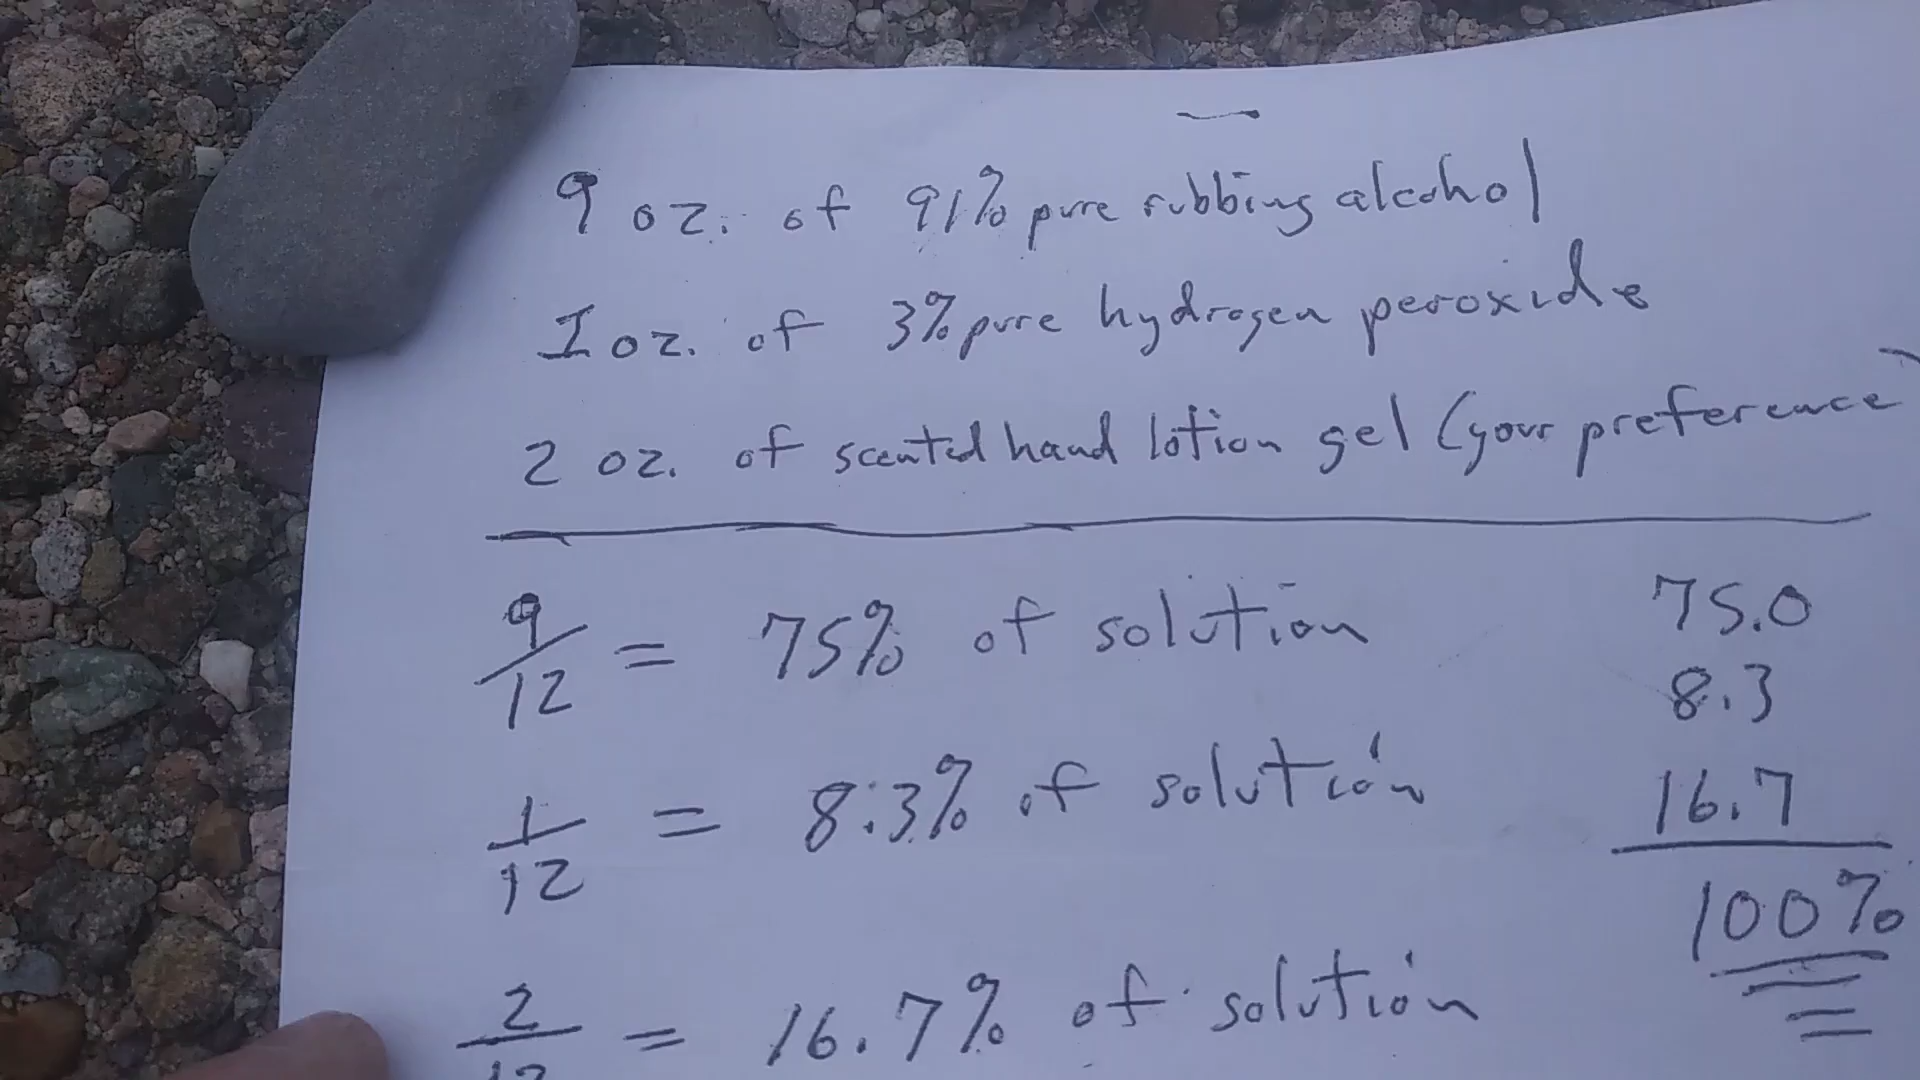 9 oz. of 91% pure rubbing alcohol
1 oz. of 3% pure hydrogen peroxide
2 oz. of scented hand lotion gel (your preference)
9/12 = 75% of solution
1/12 = 8.3% of solution
2/12 = 16.7% of solution
75.0
8.3
16.7
100%